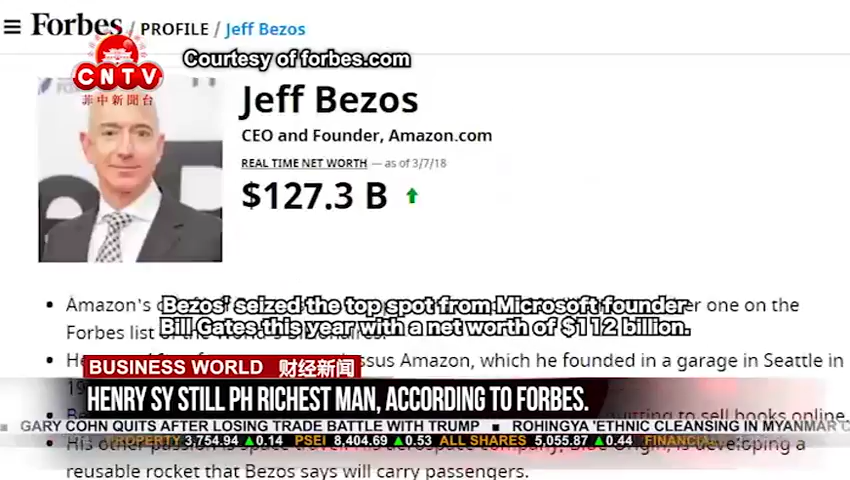 Forbes / PROFILE / Jeff Bezos
CNTV
菲中新聞台
Courtesy of forbes.com
Jeff Bezos
CEO and Founder, Amazon.com
REAL TIME NET WORTH — as of 3/7/18
$127.3 B
Amazon's
er one on the
Bezos' seized the top spot from Microsoft founder
Bill Gates this year with a net worth of $112 billion.
Forbes list
ssus Amazon, which he founded in a garage in Seattle in
BUSINESS WORLD 财经新闻
HENRY SY STILL PH RICHEST MAN, ACCORDING TO FORBES.
to sell books online.
GARY COHN QUITS AFTER LOSING TRADE BATTLE WITH TRUMP ■ ROHINGYA 'ETHNIC CLEANSING IN MYANMAR
PROPERTY 3,754.94 ▲0.14 PSEI 8,404.69 ▲0.53 ALL SHARES 5,055.87 ▲0.44 FINANCIAL
His other passion is space travel. His aerospace company, Blue Origin, is developing a
reusable rocket that Bezos says will carry passengers.